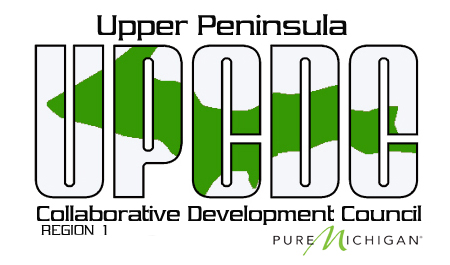 Upper Peninsula
UPCDC
Collaborative Development Council
REGION 1
PURE MICHIGAN®